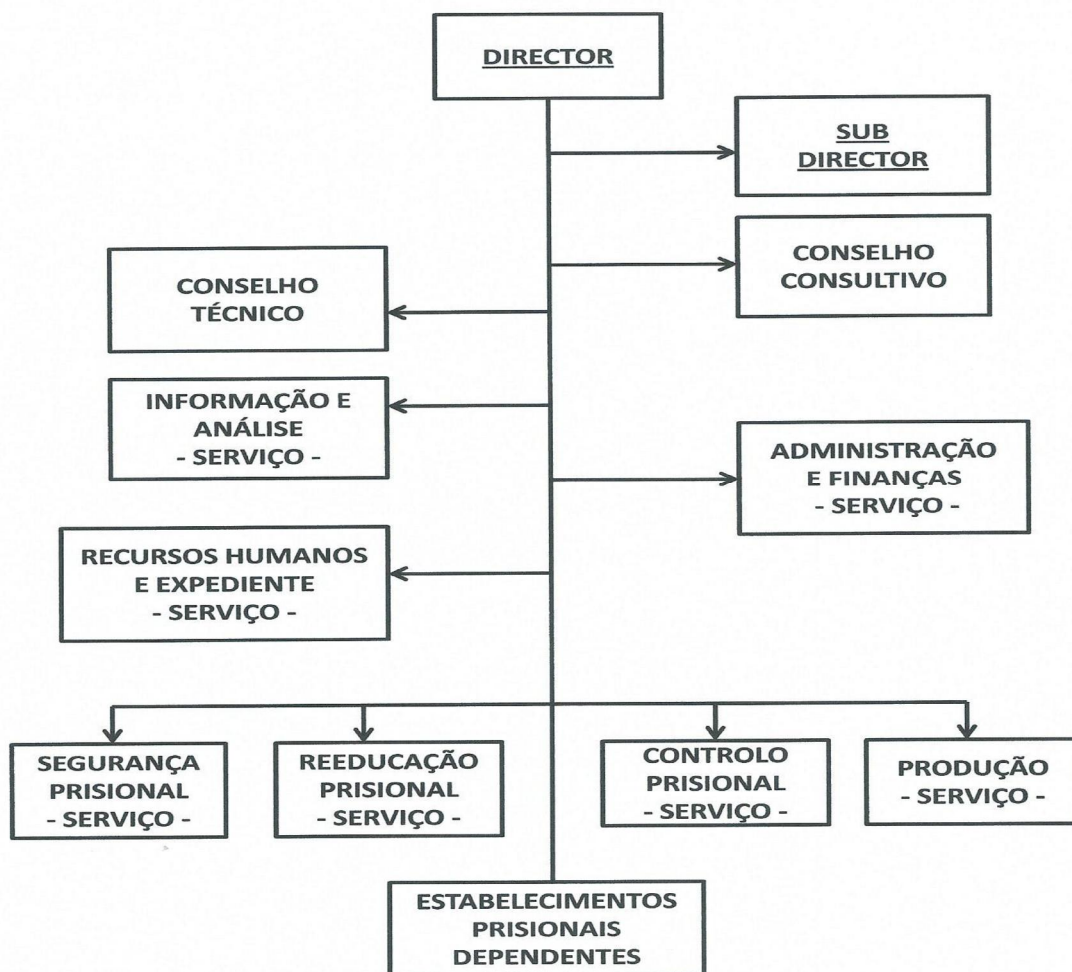 DIRECTOR
SUB
DIRECTOR
CONSELHO
CONSULTIVO
CONSELHO
TÉCNICO
INFORMAÇÃO E
ANÁLISE
- SERVIÇO -
ADMINISTRAÇÃO
E FINANÇAS
- SERVIÇO -
RECURSOS HUMANOS
E EXPEDIENTE
- SERVIÇO -
SEGURANÇA
PRISIONAL
- SERVIÇO -
REEDUCAÇÃO
PRISIONAL
- SERVIÇO -
CONTROLO
PRISIONAL
- SERVIÇO -
PRODUÇÃO
- SERVIÇO -
ESTABELECIMENTOS
PRISIONAIS
DEPENDENTES